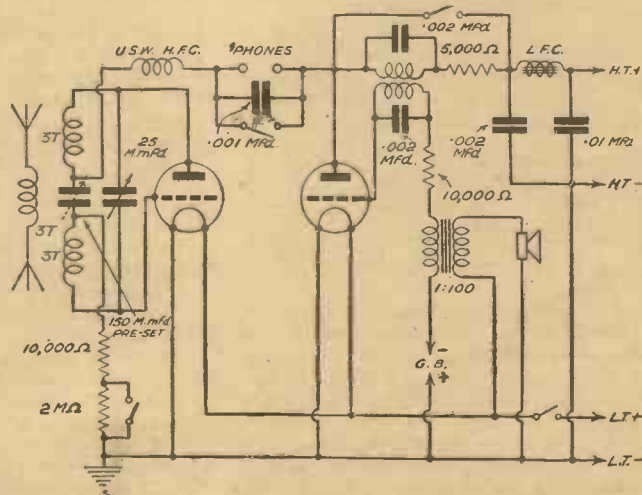 U.S.W. H.F.C.
'PHONES
.002 MFd.
5,000 Ω
L.F.C.
H.T.+
3T
25
M.mFd
.001 MFd.
.002
MFd.
.002
MFd
.01 MFd
H.T -
3T
3T
10,000 Ω
1:100
150 M.mfd
PRE-SET
10,000 Ω
-
G.B.
+
2 MΩ
L.T.+
L.T.-